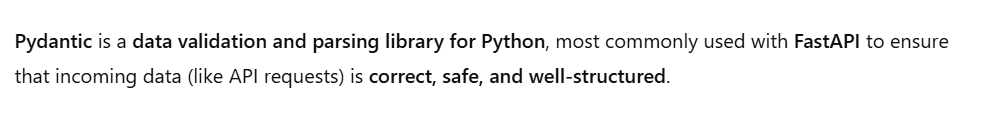 Pydantic is a data validation and parsing library for Python, most commonly used with FastAPI to ensure
that incoming data (like API requests) is correct, safe, and well-structured.